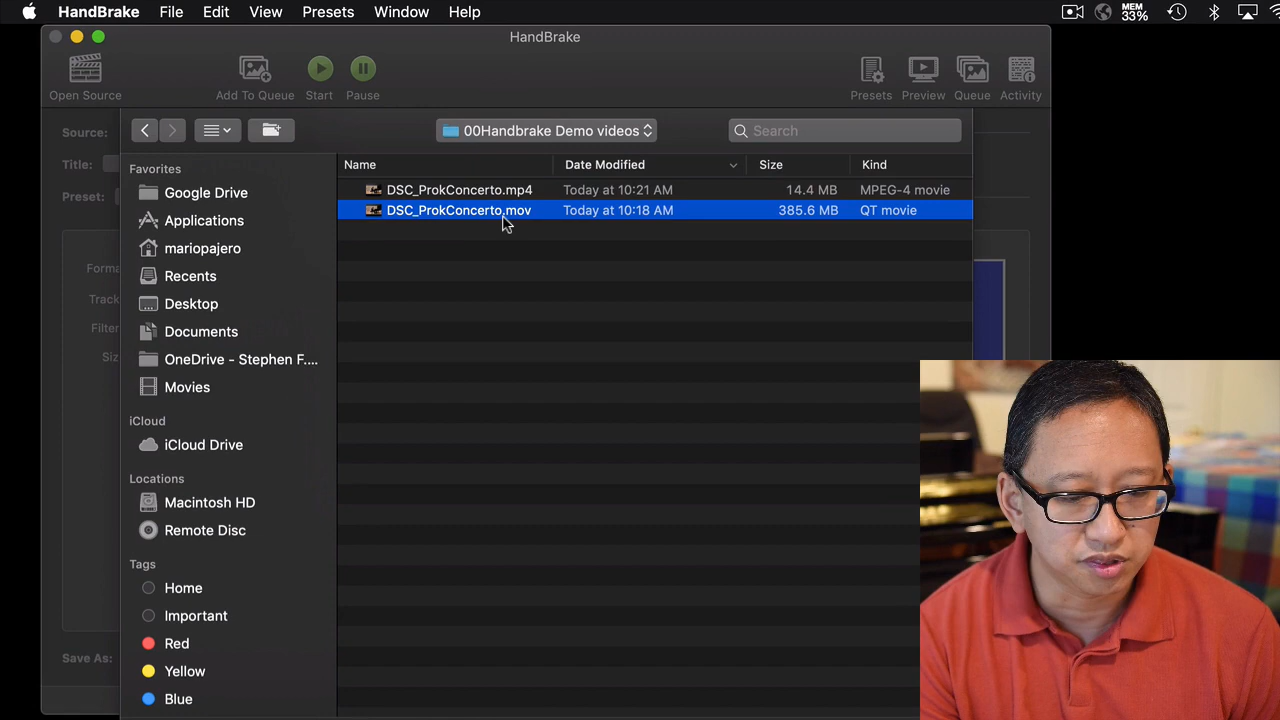 HandBrake File Edit View Presets Window Help MEM 33%
HandBrake
Open Source Add To Queue Start Pause Presets Preview Queue Activity
Source:
Title:
Preset:
Forma
Track
Filter
Siz
Save As:
00Handbrake Demo videos Search
Favorites
Google Drive
Applications
mariopajero
Recents
Desktop
Documents
OneDrive - Stephen F....
Movies
iCloud
iCloud Drive
Locations
Macintosh HD
Remote Disc
Tags
Home
Important
Red
Yellow
Blue
Name Date Modified Size Kind
DSC_ProkConcerto.mp4 Today at 10:21 AM 14.4 MB MPEG-4 movie
DSC_ProkConcerto.mov Today at 10:18 AM 385.6 MB QT movie